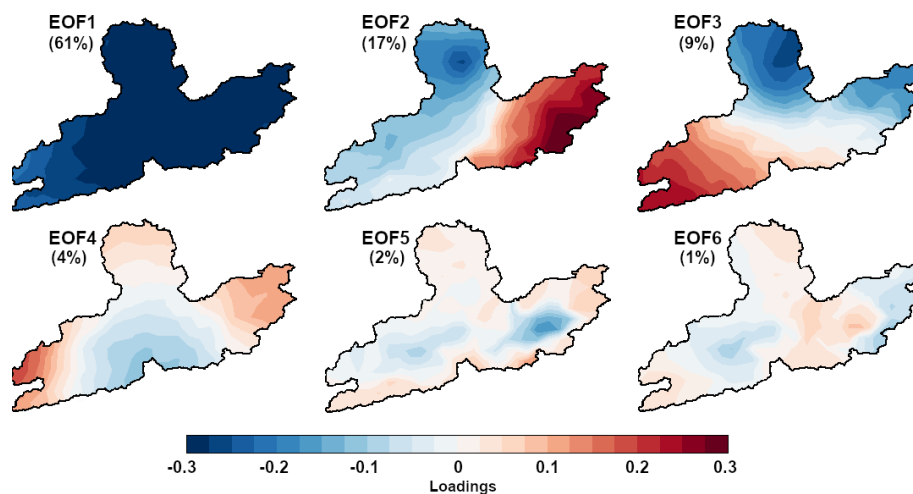 EOF1
(61%)
EOF2
(17%)
EOF3
(9%)
EOF4
(4%)
EOF5
(2%)
EOF6
(1%)
-0.3 -0.2 -0.1 0 0.1 0.2 0.3
Loadings